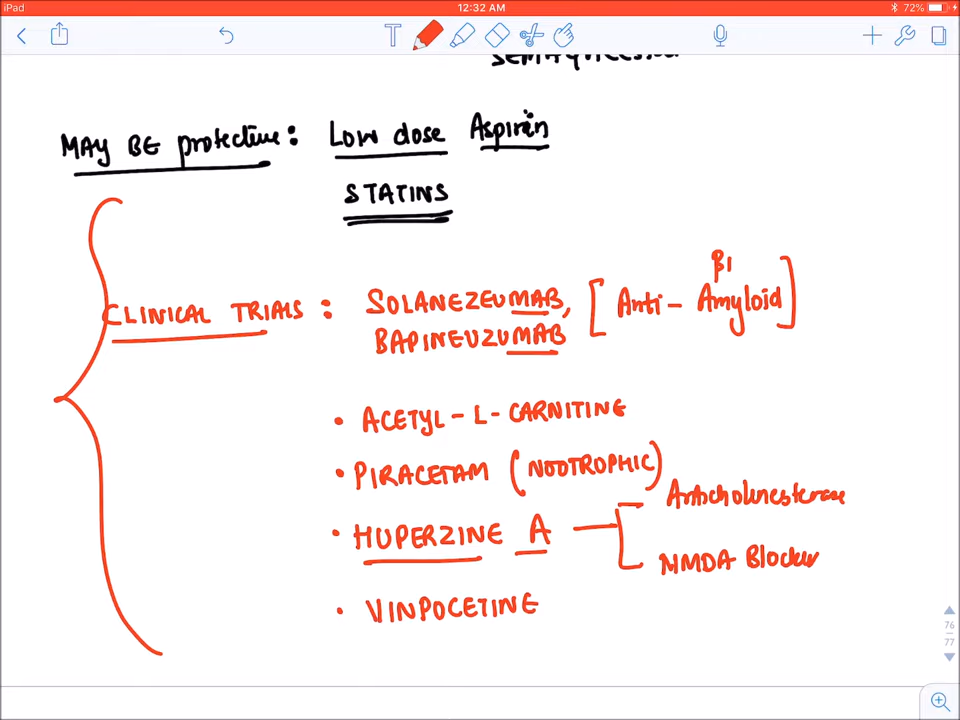 iPad 12:32 AM 72%
T
MAY BE protective: Low dose Aspirin
STATINS
β1
CLINICAL TRIALS : SOLANEZEUMAB, [Anti-Amyloid]
BAPINEUZUMAB
• ACETYL-L-CARNITINE
• PIRACETAM (NOOTROPHIC)
Anticholinesterase
• HUPERZINE A
NMDA Blocker
• VINPOCETINE
76
77